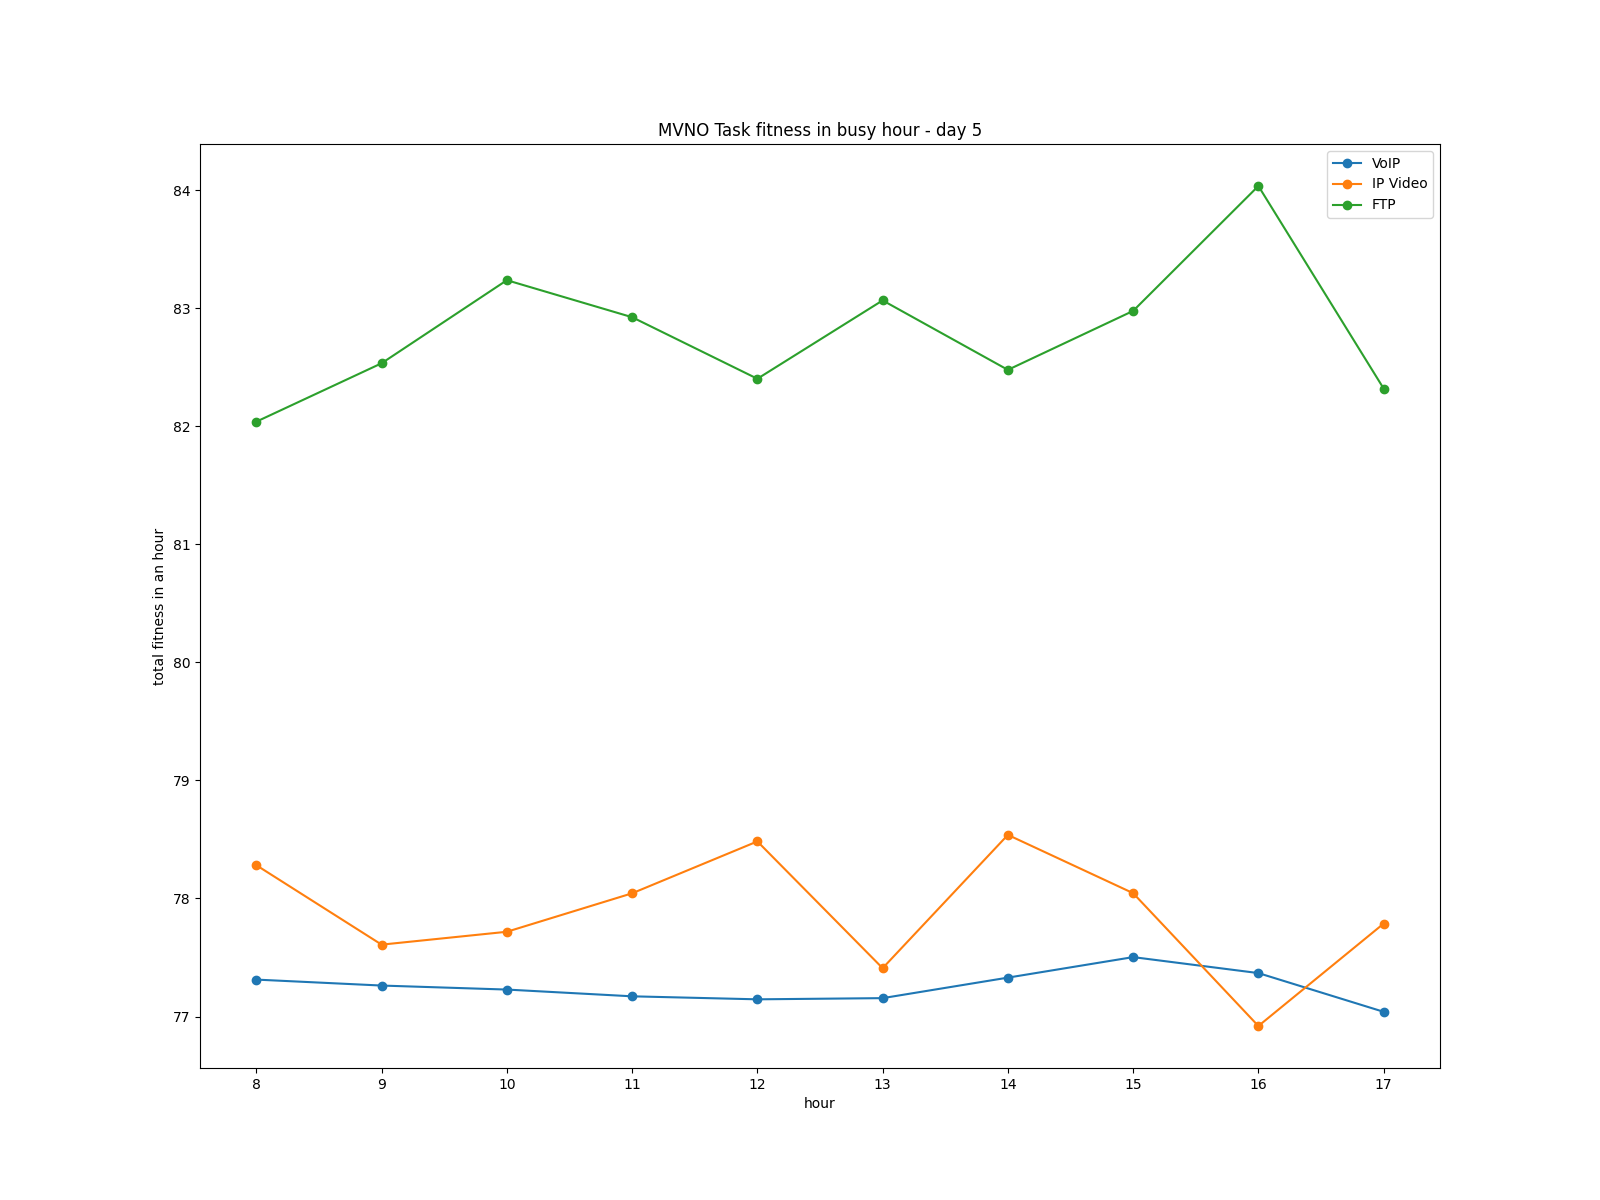 MVNO Task fitness in busy hour - day 5
VoIP
IP Video
FTP
84
83
82
81
80
79
78
77
total fitness in an hour
8 9 10 11 12 13 14 15 16 17
hour